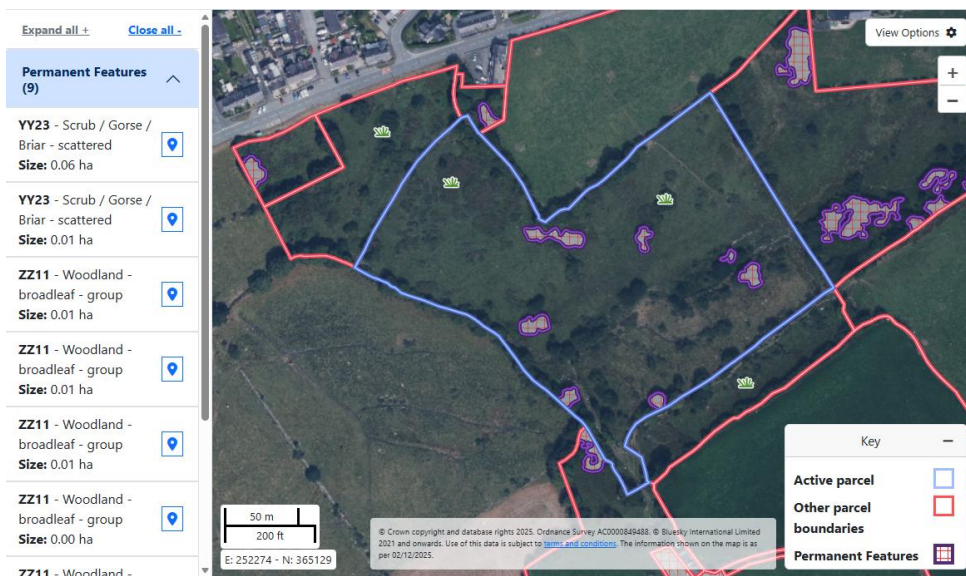 Expand all +
Close all -
Permanent Features
(9)
YY23 - Scrub / Gorse /
Briar - scattered
Size: 0.06 ha
YY23 - Scrub / Gorse /
Briar - scattered
Size: 0.01 ha
ZZ11 - Woodland -
broadleaf - group
Size: 0.01 ha
ZZ11 - Woodland -
broadleaf - group
Size: 0.01 ha
ZZ11 - Woodland -
broadleaf - group
Size: 0.01 ha
ZZ11 - Woodland -
broadleaf - group
Size: 0.00 ha
ZZ11 - Woodland -
View Options
+
−
Key
−
Active parcel
Other parcel
boundaries
Permanent Features
50 m
200 ft
E: 252274 - N: 365129
© Crown copyright and database rights 2025. Ordnance Survey AC0000849488. © Bluesky International Limited
2021 and onwards. Use of this data is subject to terms and conditions. The information shown on the map is as
per 02/12/2025.